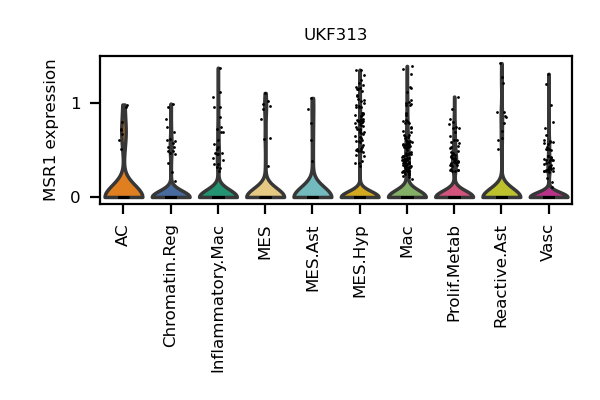 UKF313
MSR1 expression
1
0
AC
Chromatin.Reg
Inflammatory.Mac
MES
MES.Ast
MES.Hyp
Mac
Prolif.Metab
Reactive.Ast
Vasc